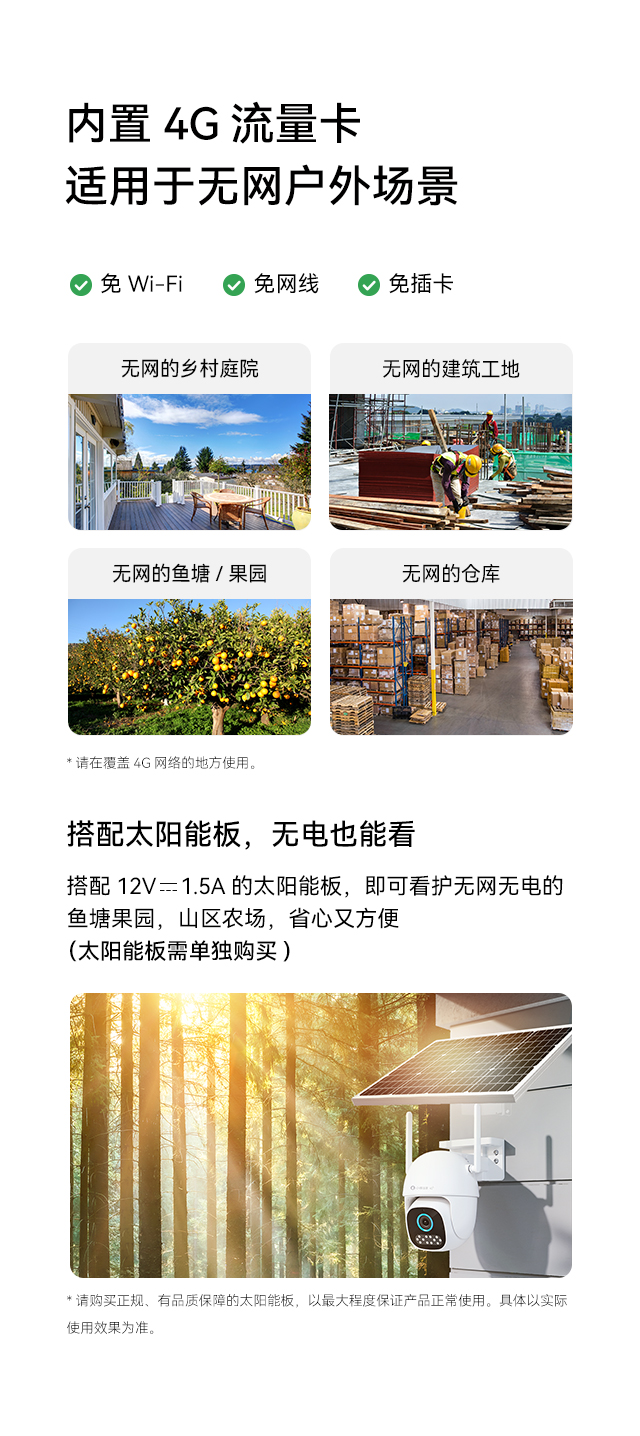 内置 4G 流量卡
适用于无网户外场景
免 Wi-Fi 免网线 免插卡
无网的乡村庭院 无网的建筑工地
无网的鱼塘 / 果园 无网的仓库
* 请在覆盖 4G 网络的地方使用。
搭配太阳能板，无电也能看
搭配 12V⎓1.5A 的太阳能板，即可看护无网无电的
鱼塘果园，山区农场，省心又方便
（太阳能板需单独购买 ）
* 请购买正规、有品质保障的太阳能板，以最大程度保证产品正常使用。具体以实际
使用效果为准。